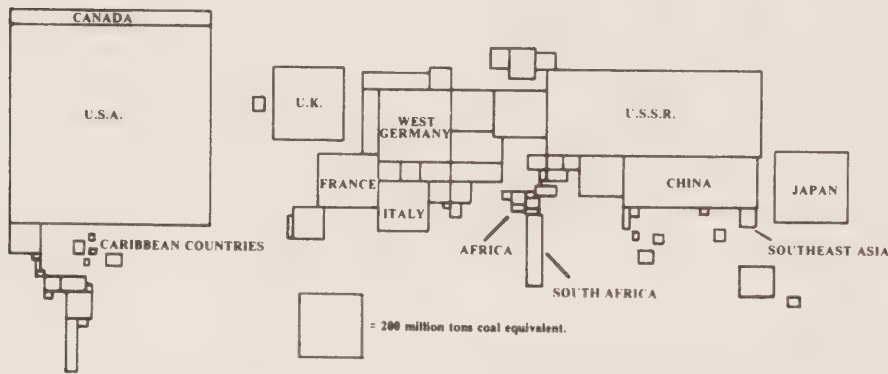 CANADA
U.S.A.
U.K.
WEST
GERMANY
U.S.S.R.
FRANCE
CHINA
JAPAN
ITALY
CARIBBEAN COUNTRIES
AFRICA
SOUTHEAST ASIA
SOUTH AFRICA
= 200 million tons coal equivalent.